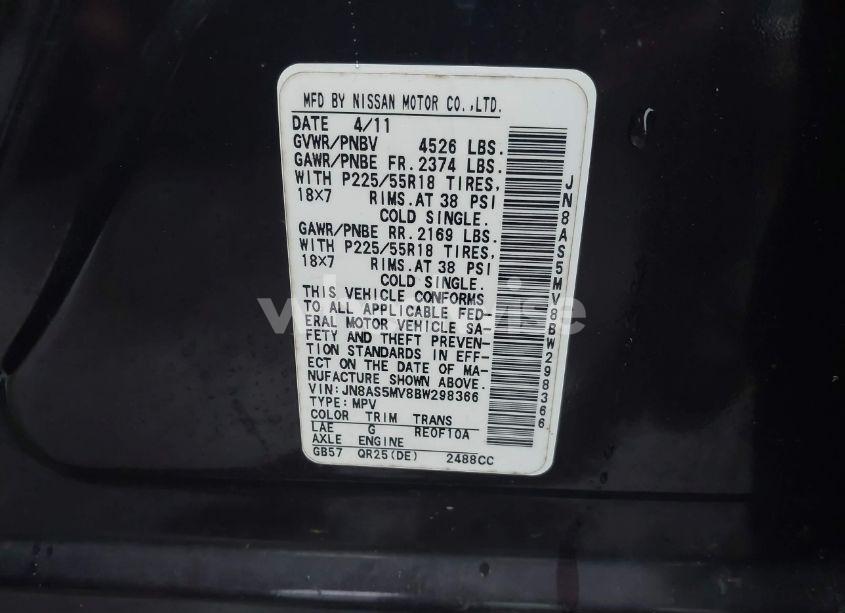 MFD BY NISSAN MOTOR CO.,LTD.
DATE 4/11
GVWR/PNBV 4526 LBS.
GAWR/PNBE FR. 2374 LBS.
WITH P225/55R18 TIRES,
18X7 RIMS.AT 38 PSI
COLD SINGLE.
GAWR/PNBE RR. 2169 LBS.
WITH P225/55R18 TIRES,
18X7 RIMS.AT 38 PSI
COLD SINGLE.
THIS VEHICLE CONFORMS
TO ALL APPLICABLE FED-
ERAL MOTOR VEHICLE SA-
FETY AND THEFT PREVEN-
TION STANDARDS IN EFF-
ECT ON THE DATE OF MA-
NUFACTURE SHOWN ABOVE.
VIN:JN8AS5MV8BW298366
TYPE: MPV
COLOR TRIM TRANS
LAE G RE0F10A
AXLE ENGINE
GB57 QR25(DE) 2488CC
JN8AS5MV8BW298366